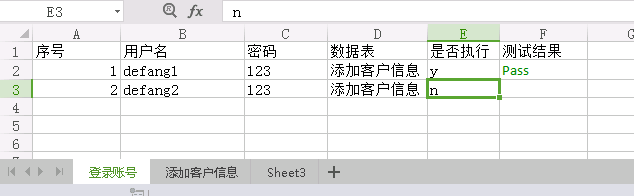 E3 fx n
A B C D E F G
1 序号 用户名 密码 数据表 是否执行 测试结果
2 1 defang1 123 添加客户信息 y Pass
3 2 defang2 123 添加客户信息 n
4
5
6
登录账号 添加客户信息 Sheet3 +